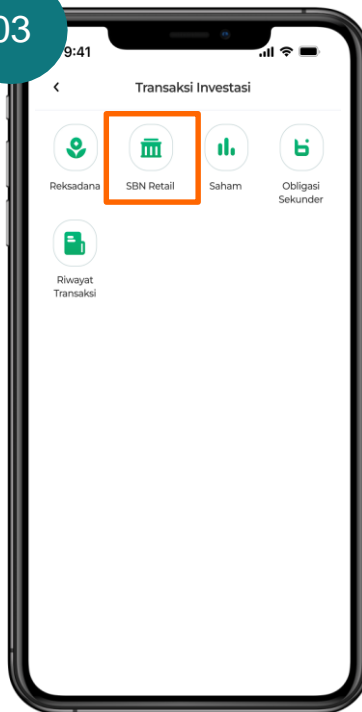 03
9:41
Transaksi Investasi
Reksadana
SBN Retail
Saham
Obligasi
Sekunder
Riwayat
Transaksi